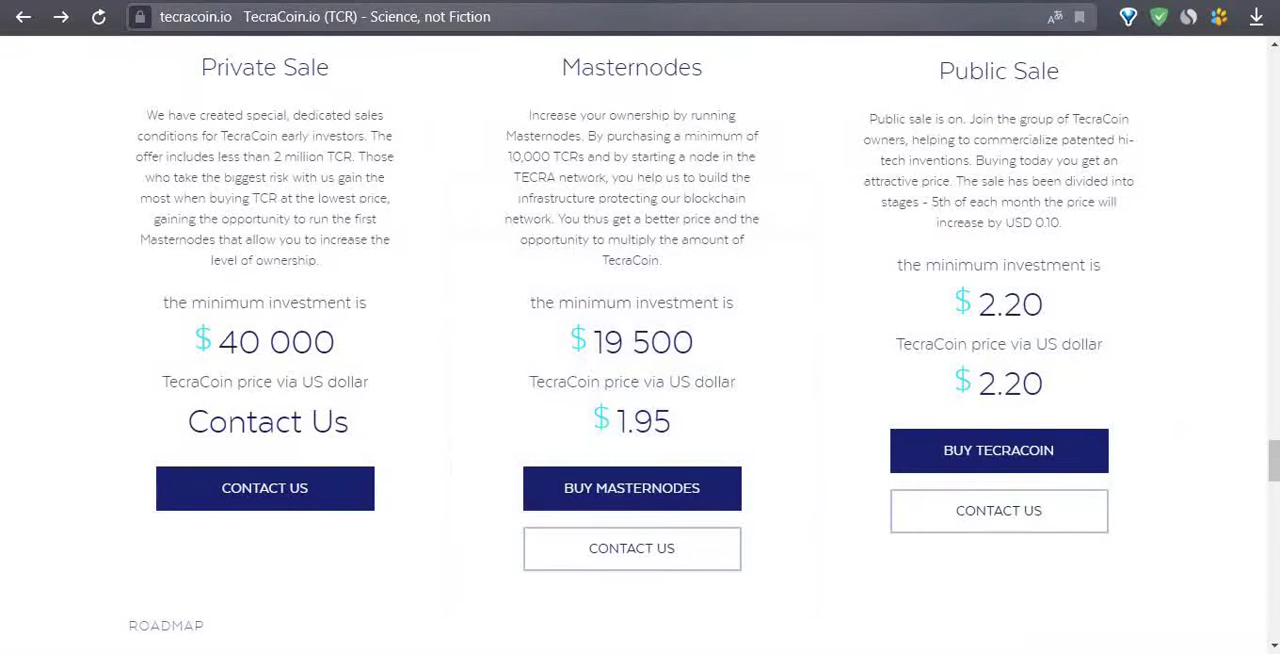 tecracoin.io TecraCoin.io (TCR) - Science, not Fiction
Private Sale
We have created special, dedicated sales
conditions for TecraCoin early investors. The
offer includes less than 2 million TCR. Those
who take the biggest risk with us gain the
most when buying TCR at the lowest price,
gaining the opportunity to run the first
Masternodes that allow you to increase the
level of ownership.
the minimum investment is
$ 40 000
TecraCoin price via US dollar
Contact Us
CONTACT US
Masternodes
Increase your ownership by running
Masternodes. By purchasing a minimum of
10,000 TCRs and by starting a node in the
TECRA network, you help us to build the
infrastructure protecting our blockchain
network. You thus get a better price and the
opportunity to multiply the amount of
TecraCoin.
the minimum investment is
$ 19 500
TecraCoin price via US dollar
$ 1.95
BUY MASTERNODES
CONTACT US
Public Sale
Public sale is on. Join the group of TecraCoin
owners, helping to commercialize patented hi-
tech inventions. Buying today you get an
attractive price. The sale has been divided into
stages - 5th of each month the price will
increase by USD 0.10.
the minimum investment is
$ 2.20
TecraCoin price via US dollar
$ 2.20
BUY TECRACOIN
CONTACT US
ROADMAP